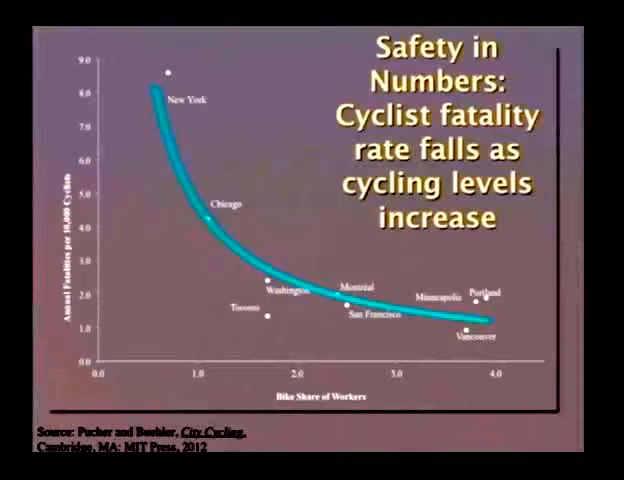 Safety in
Numbers:
Cyclist fatality
rate falls as
cycling levels
increase
9.0
8.0
7.0
6.0
5.0
4.0
3.0
2.0
1.0
0.0
Annual Fatalities per 10,000 Cyclists
New York
Chicago
Washington
Montréal
Toronto
San Francisco
Minneapolis
Portland
Vancouver
0.0 1.0 2.0 3.0 4.0
Bike Share of Workers
Source: Pucher and Buehler, City Cycling,
Cambridge, MA: MIT Press, 2012